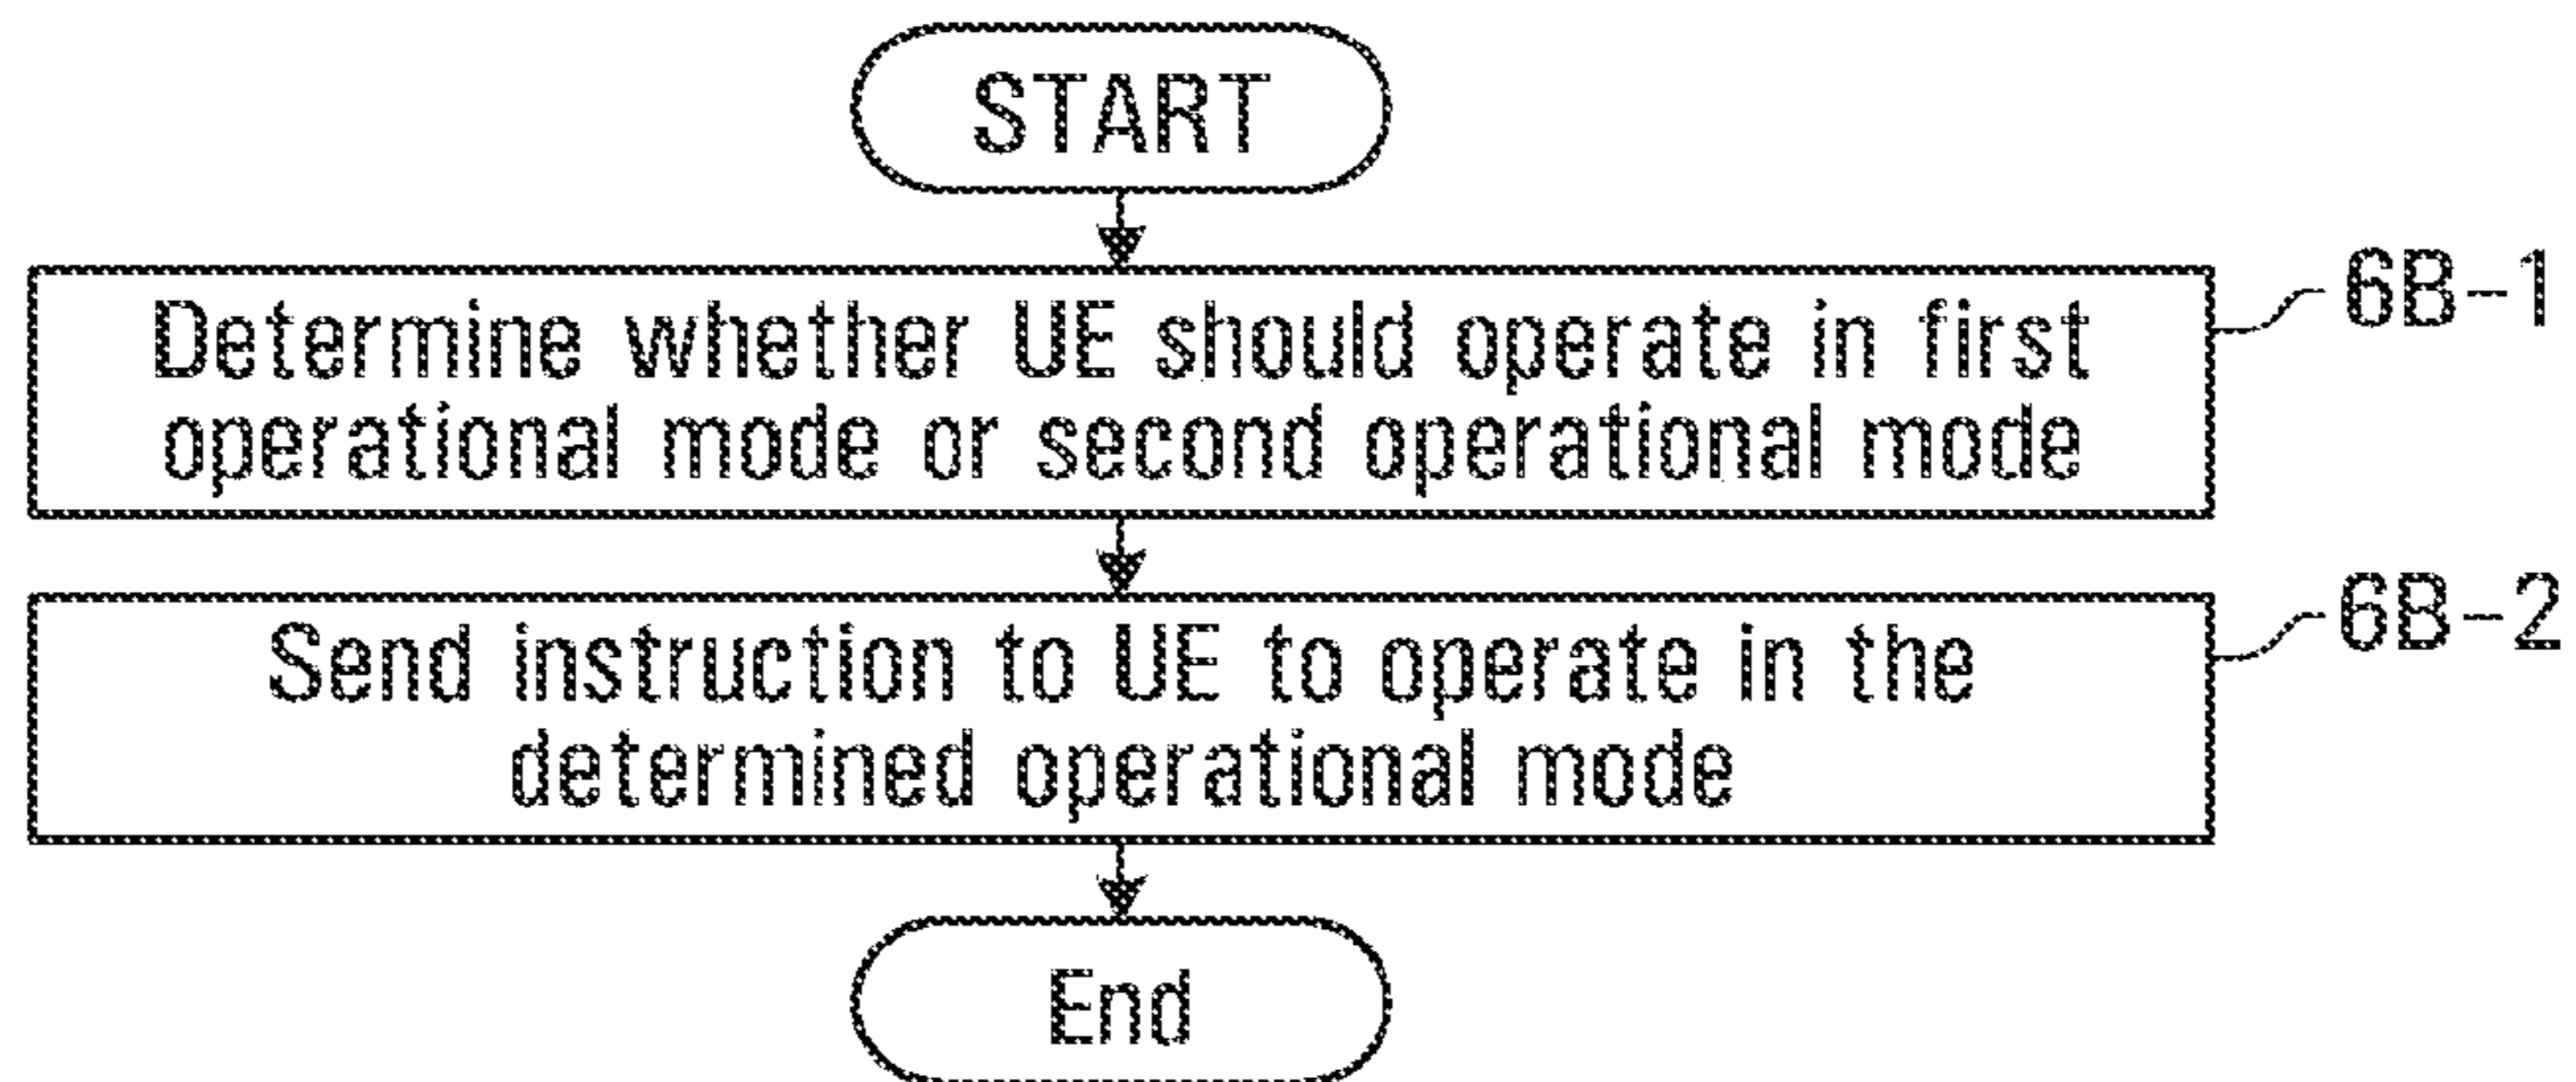 START
6B-1
Determine whether UE should operate in first
operational mode or second operational mode
6B-2
Send instruction to UE to operate in the
determined operational mode
End